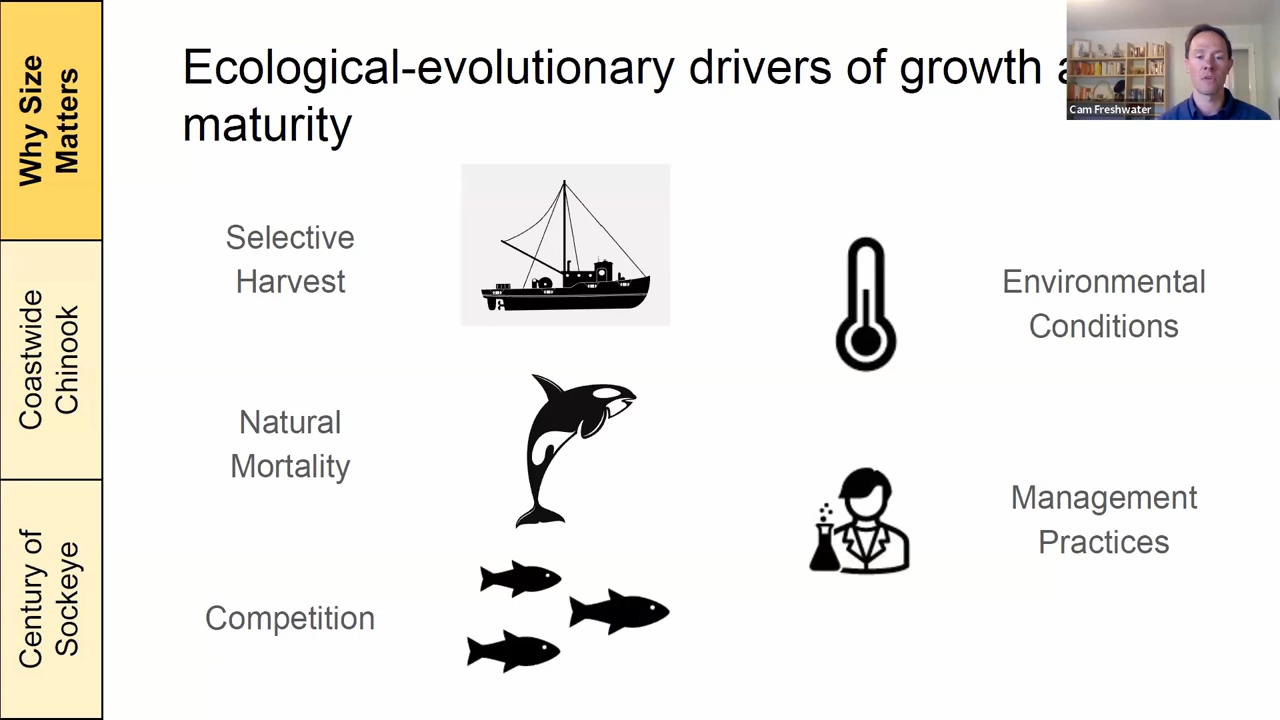 Why Size
Matters
Coastwide
Chinook
Century of
Sockeye
Ecological-evolutionary drivers of growth
maturity
Selective
Harvest
Natural
Mortality
Competition
Environmental
Conditions
Management
Practices
Cam Freshwater